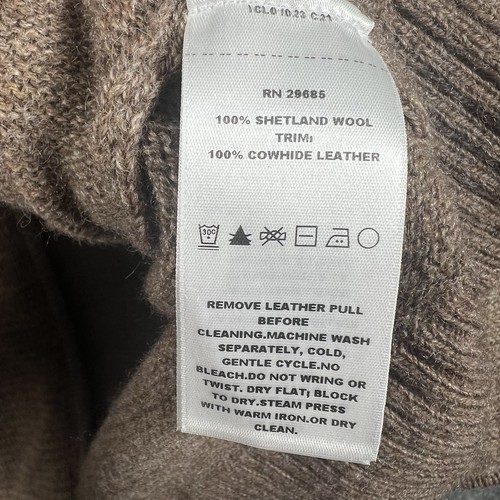 RN 29685
100% SHETLAND WOOL
TRIM:
100% COWHIDE LEATHER
30C
REMOVE LEATHER PULL
BEFORE
CLEANING.MACHINE WASH
SEPARATELY, COLD,
GENTLE CYCLE.NO
BLEACH.DO NOT WRING OR
TWIST. DRY FLAT; BLOCK
TO DRY.STEAM PRESS
WITH WARM IRON.OR DRY
CLEAN.